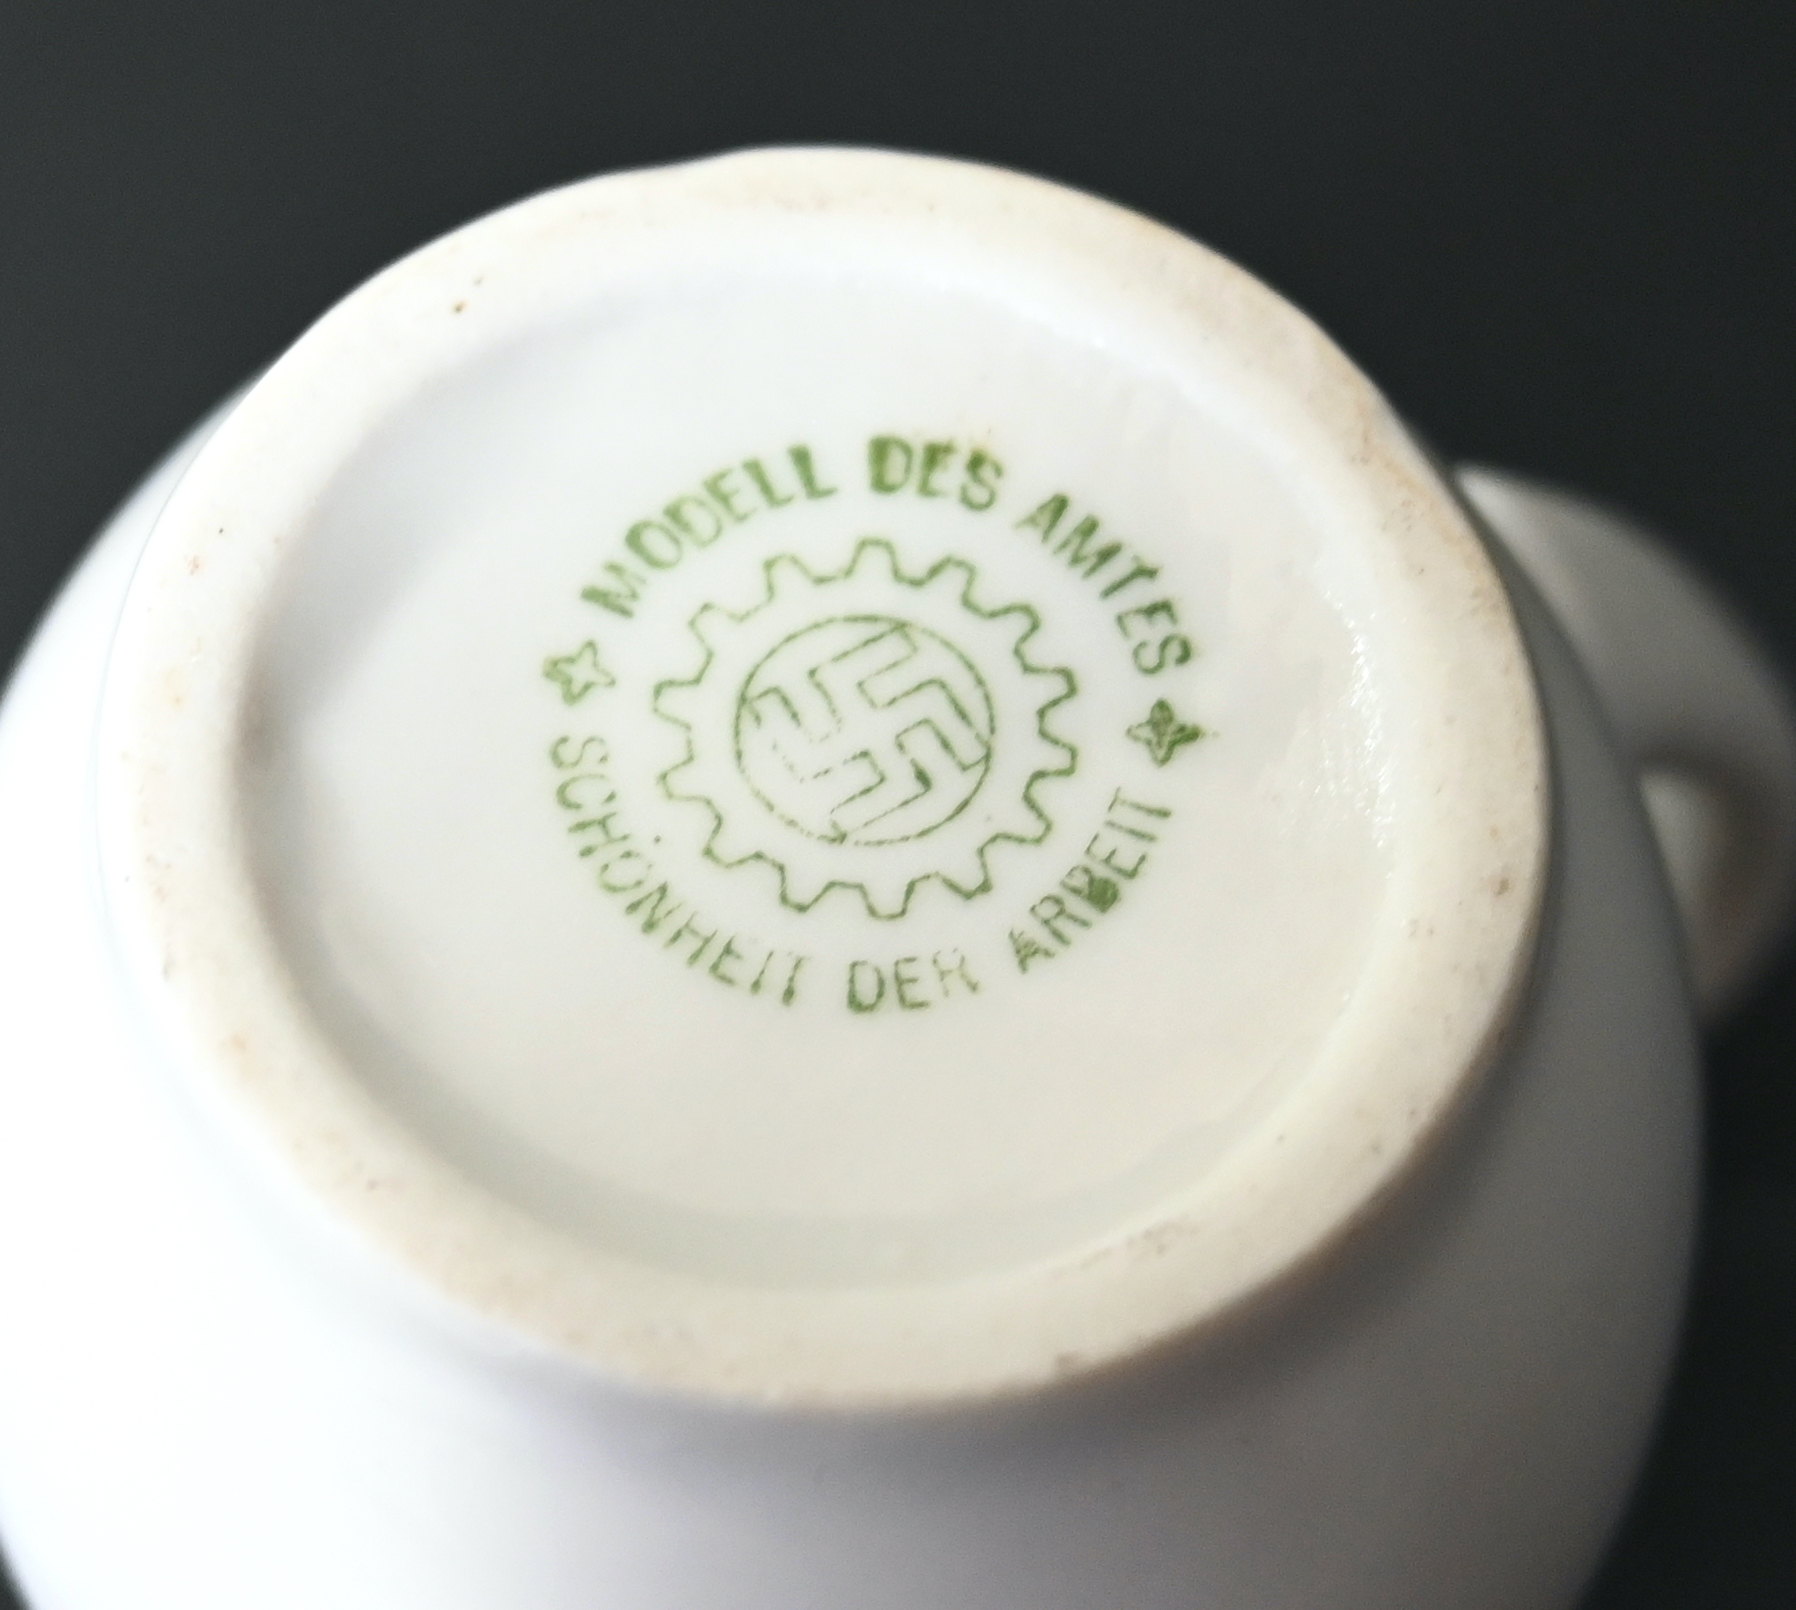 MODELL DES AMTES
SCHÖNHEIT DER ARBEIT